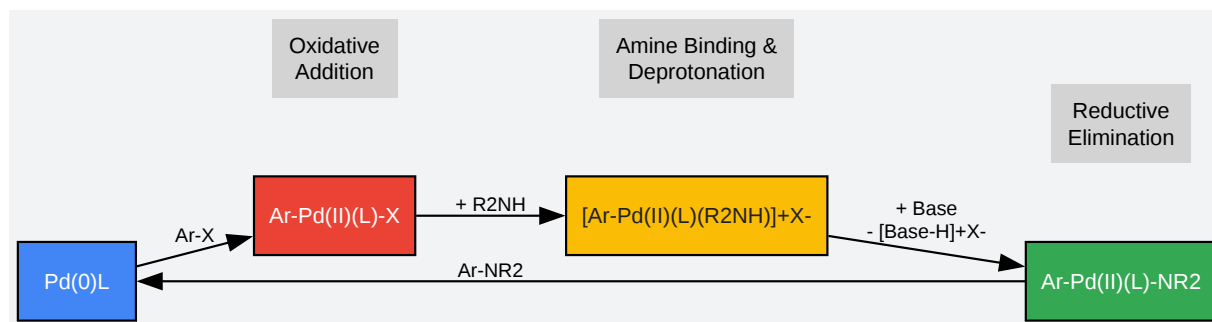 Oxidative
Addition
Amine Binding &
Deprotonation
Reductive
Elimination
Ar-Pd(II)(L)-X
+ R2NH
[Ar-Pd(II)(L)(R2NH)]+X-
+ Base
- [Base-H]+X-
Ar-X
Pd(0)L
Ar-NR2
Ar-Pd(II)(L)-NR2